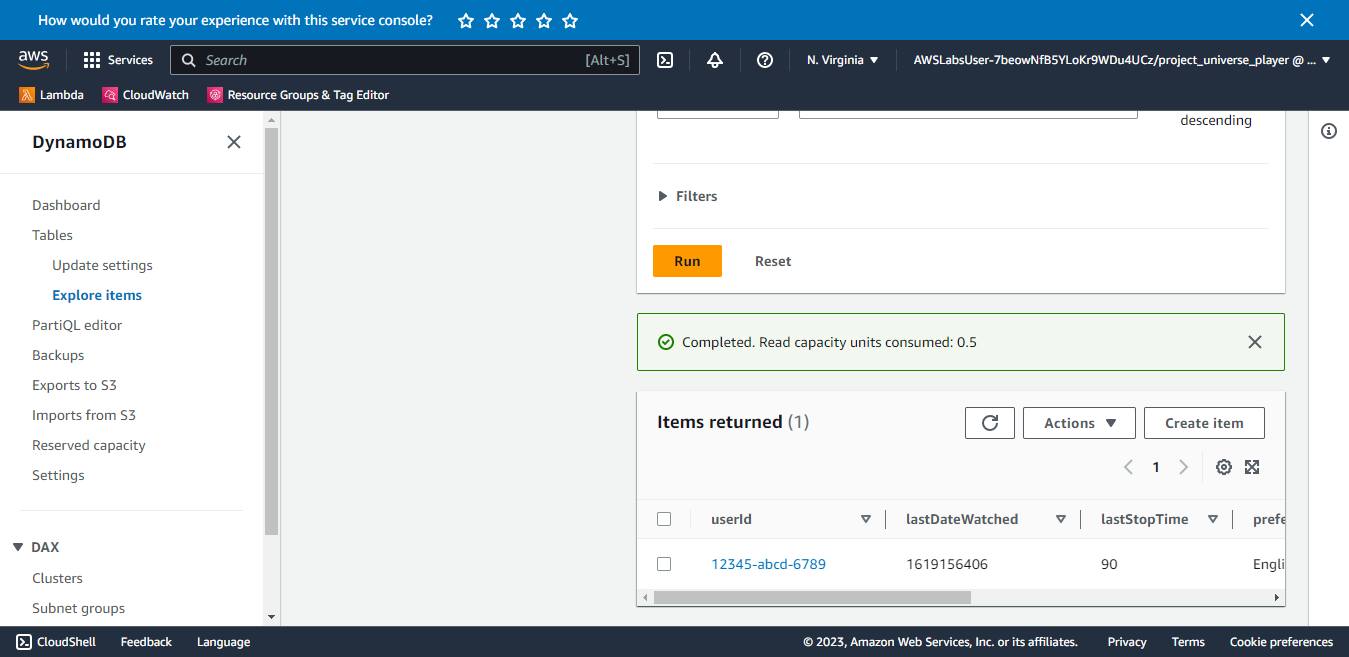 How would you rate your experience with this service console?
aws
Services
Search
[Alt+S]
N. Virginia
AWSLabsUser-7beowNfB5YLoKr9WDu4UCz/project_universe_player @ ...
Lambda
CloudWatch
Resource Groups & Tag Editor
DynamoDB
Dashboard
Tables
Update settings
Explore items
PartiQL editor
Backups
Exports to S3
Imports from S3
Reserved capacity
Settings
DAX
Clusters
Subnet groups
descending
Filters
Run Reset
Completed. Read capacity units consumed: 0.5
Items returned (1)
Actions
Create item
1
userId lastDateWatched lastStopTime prefe
12345-abcd-6789 1619156406 90 Engli
CloudShell Feedback Language
© 2023, Amazon Web Services, Inc. or its affiliates. Privacy Terms Cookie preferences